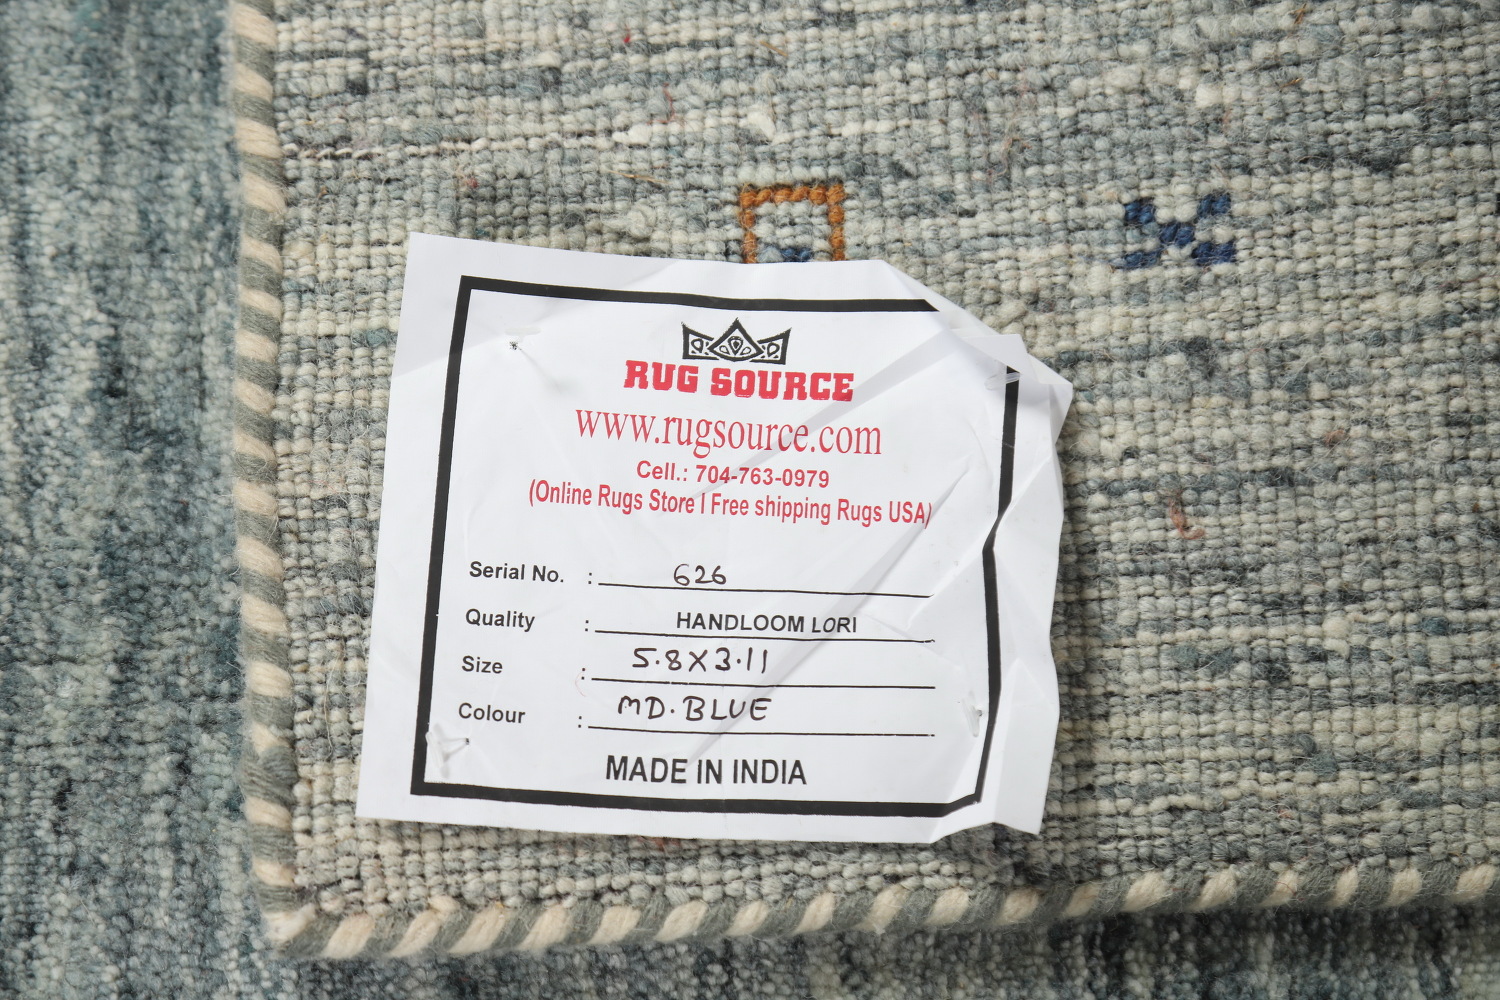 RUG SOURCE
www.rugsource.com
Cell.: 704-763-0979
(Online Rugs Store I Free shipping Rugs USA)
Serial No. : 626
Quality : HANDLOOM LORI
Size : 5.8X3.11
Colour : MD.BLUE
MADE IN INDIA